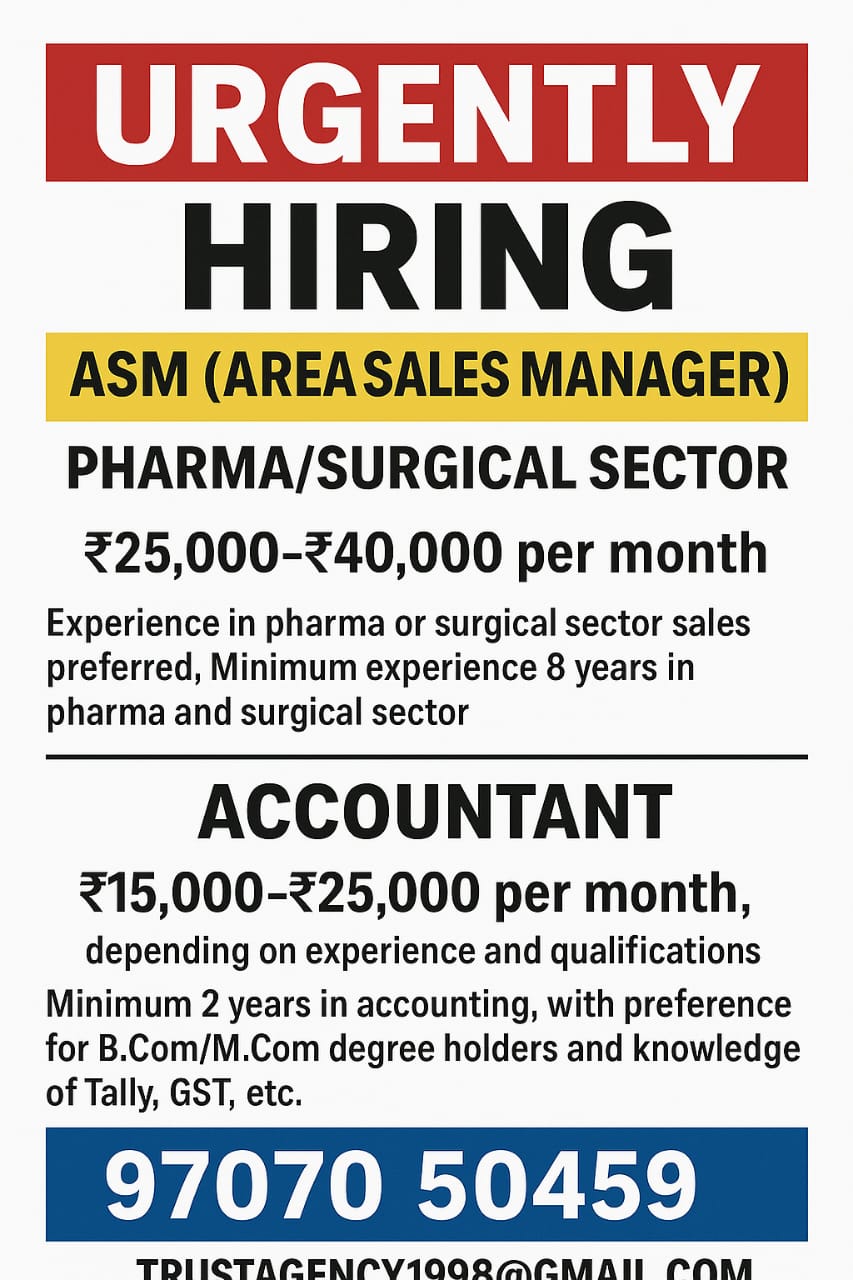 URGENTLY
HIRING
ASM (AREA SALES MANAGER)
PHARMA/SURGICAL SECTOR
₹25,000–₹40,000 per month
Experience in pharma or surgical sector sales
preferred, Minimum experience 8 years in
pharma and surgical sector
ACCOUNTANT
₹15,000–₹25,000 per month,
depending on experience and qualifications
Minimum 2 years in accounting, with preference
for B.Com/M.Com degree holders and knowledge
of Tally, GST, etc.
97070 50459
TRUSTAGENCY1998@GMAIL.COM